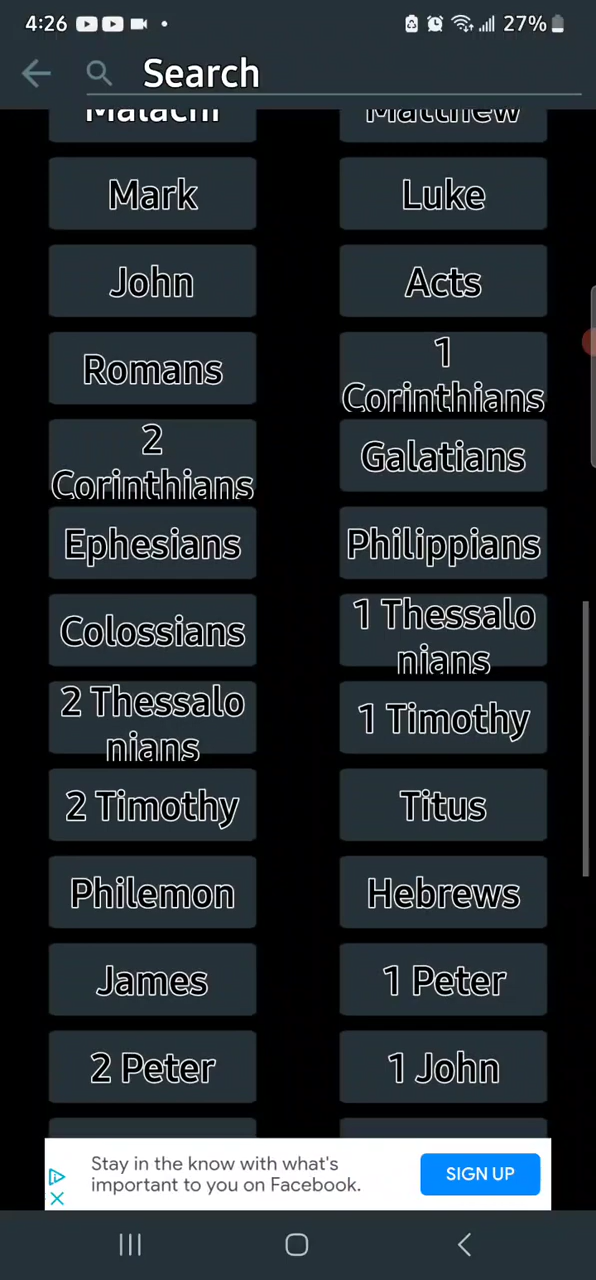 4:26
27%
Search
Malachi
Matthew
Mark
Luke
John
Acts
Romans
1
Corinthians
2
Corinthians
Galatians
Ephesians
Philippians
Colossians
1 Thessalo
nians
2 Thessalo
nians
1 Timothy
2 Timothy
Titus
Philemon
Hebrews
James
1 Peter
2 Peter
1 John
Stay in the know with what's
important to you on Facebook.
SIGN UP